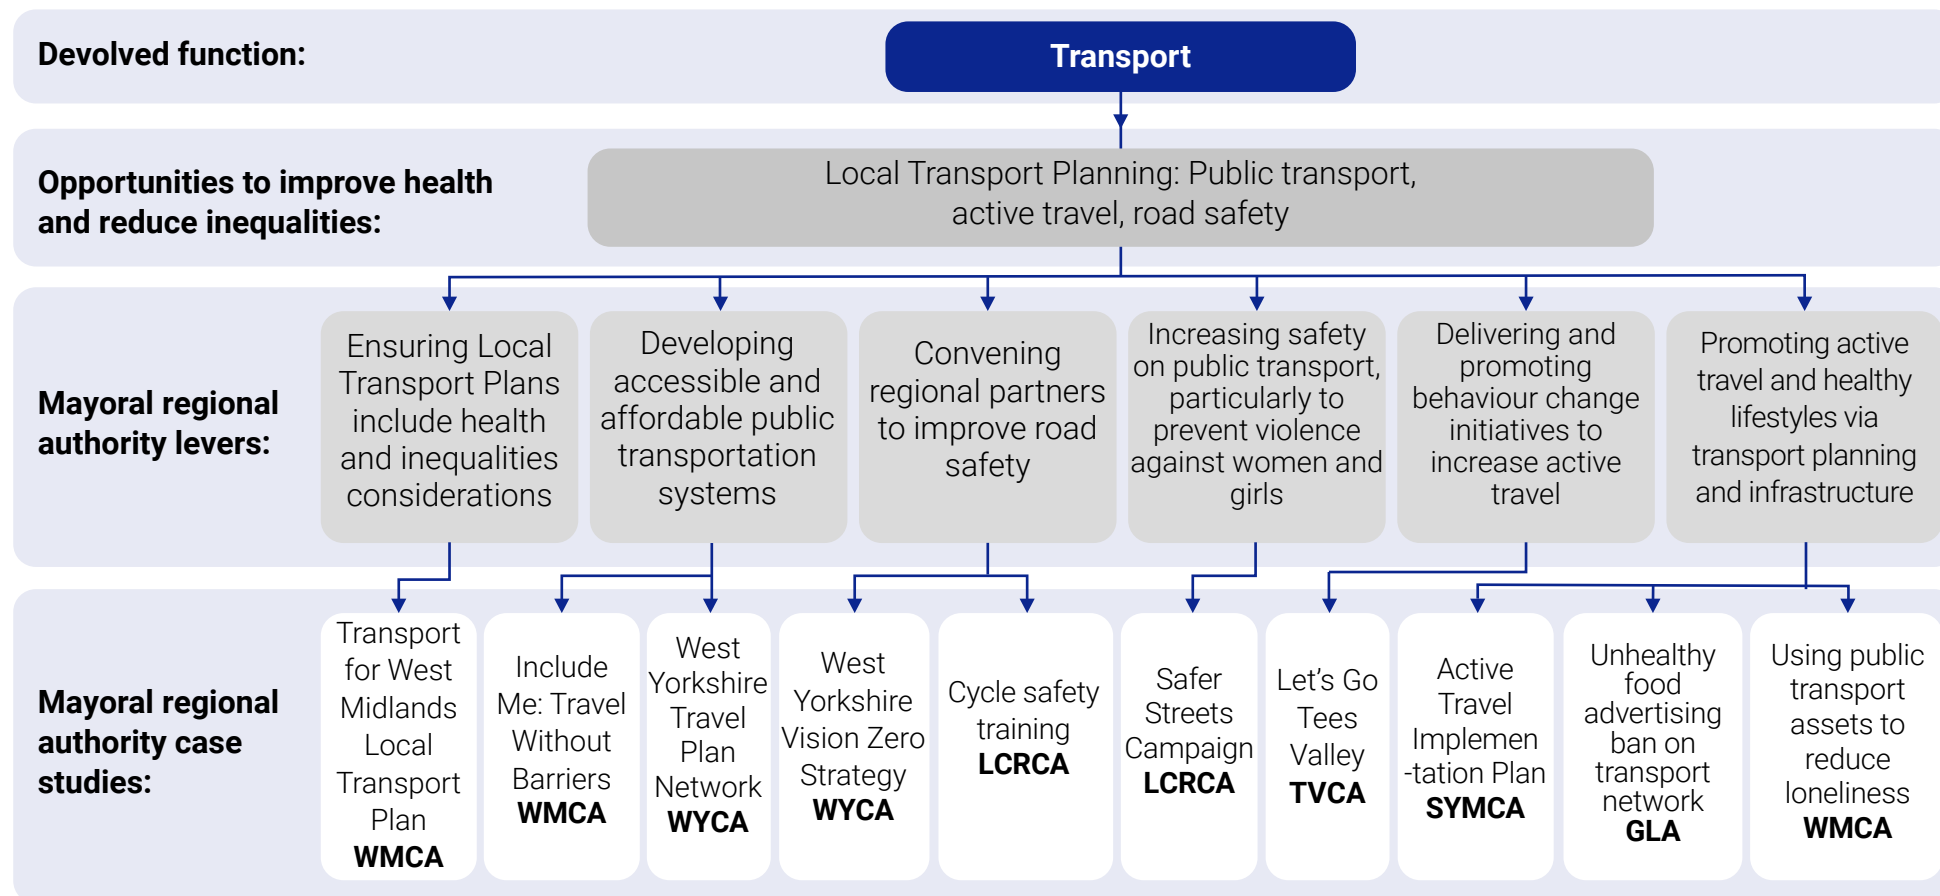 Devolved function:
Transport
Opportunities to improve health
and reduce inequalities:
Local Transport Planning: Public transport,
active travel, road safety
Mayoral regional
authority levers:
Ensuring Local
Transport Plans
include health
and inequalities
considerations
Developing
accessible and
affordable public
transportation
systems
Convening
regional partners
to improve road
safety
Increasing safety
on public transport,
particularly to
prevent violence
against women and
girls
Delivering and
promoting
behaviour change
initiatives to
increase active
travel
Promoting active
travel and healthy
lifestyles via
transport planning
and infrastructure
Mayoral regional
authority case
studies:
Transport
for West
Midlands
Local
Transport
Plan
WMCA
Include
Me: Travel
Without
Barriers
WMCA
West
Yorkshire
Travel
Plan
Network
WYCA
West
Yorkshire
Vision Zero
Strategy
WYCA
Cycle safety
training
LCRCA
Safer
Streets
Campaign
LCRCA
Let’s Go
Tees
Valley
TVCA
Active
Travel
Implemen
-tation Plan
SYMCA
Unhealthy
food
advertising
ban on
transport
network
GLA
Using public
transport
assets to
reduce
loneliness
WMCA